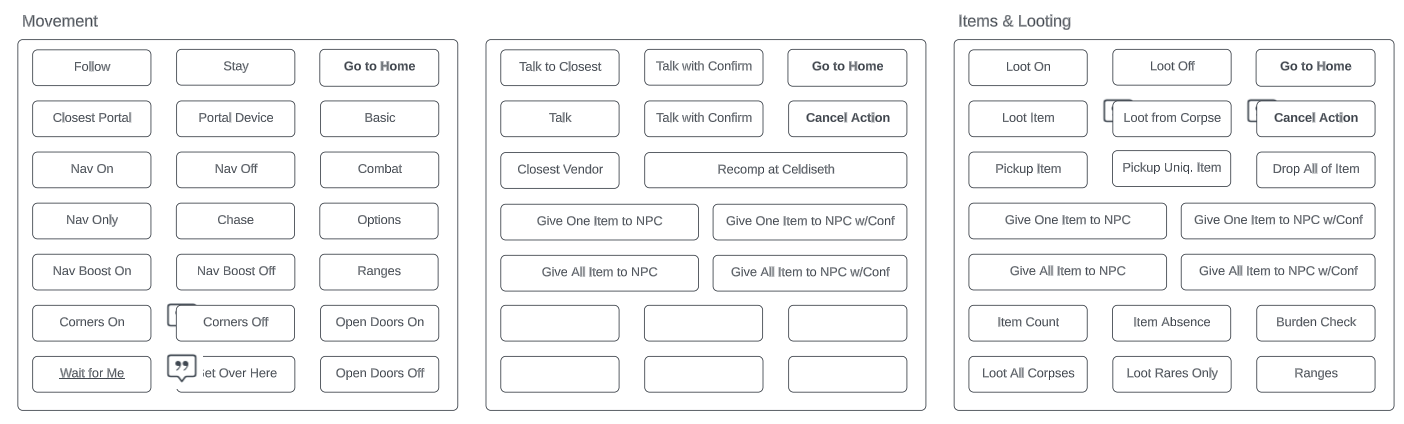 Movement
Follow
Stay
Go to Home
Closest Portal
Portal Device
Basic
Nav On
Nav Off
Combat
Nav Only
Chase
Options
Nav Boost On
Nav Boost Off
Ranges
Corners On
Corners Off
Open Doors On
Wait for Me
et Over Here
Open Doors Off
Talk to Closest
Talk with Confirm
Go to Home
Talk
Talk with Confirm
Cancel Action
Closest Vendor
Recomp at Celdiseth
Give One Item to NPC
Give One Item to NPC w/Conf
Give All Item to NPC
Give All Item to NPC w/Conf
Items & Looting
Loot On
Loot Off
Go to Home
Loot Item
Loot from Corpse
Cancel Action
Pickup Item
Pickup Uniq. Item
Drop All of Item
Give One Item to NPC
Give One Item to NPC w/Conf
Give All Item to NPC
Give All Item to NPC w/Conf
Item Count
Item Absence
Burden Check
Loot All Corpses
Loot Rares Only
Ranges